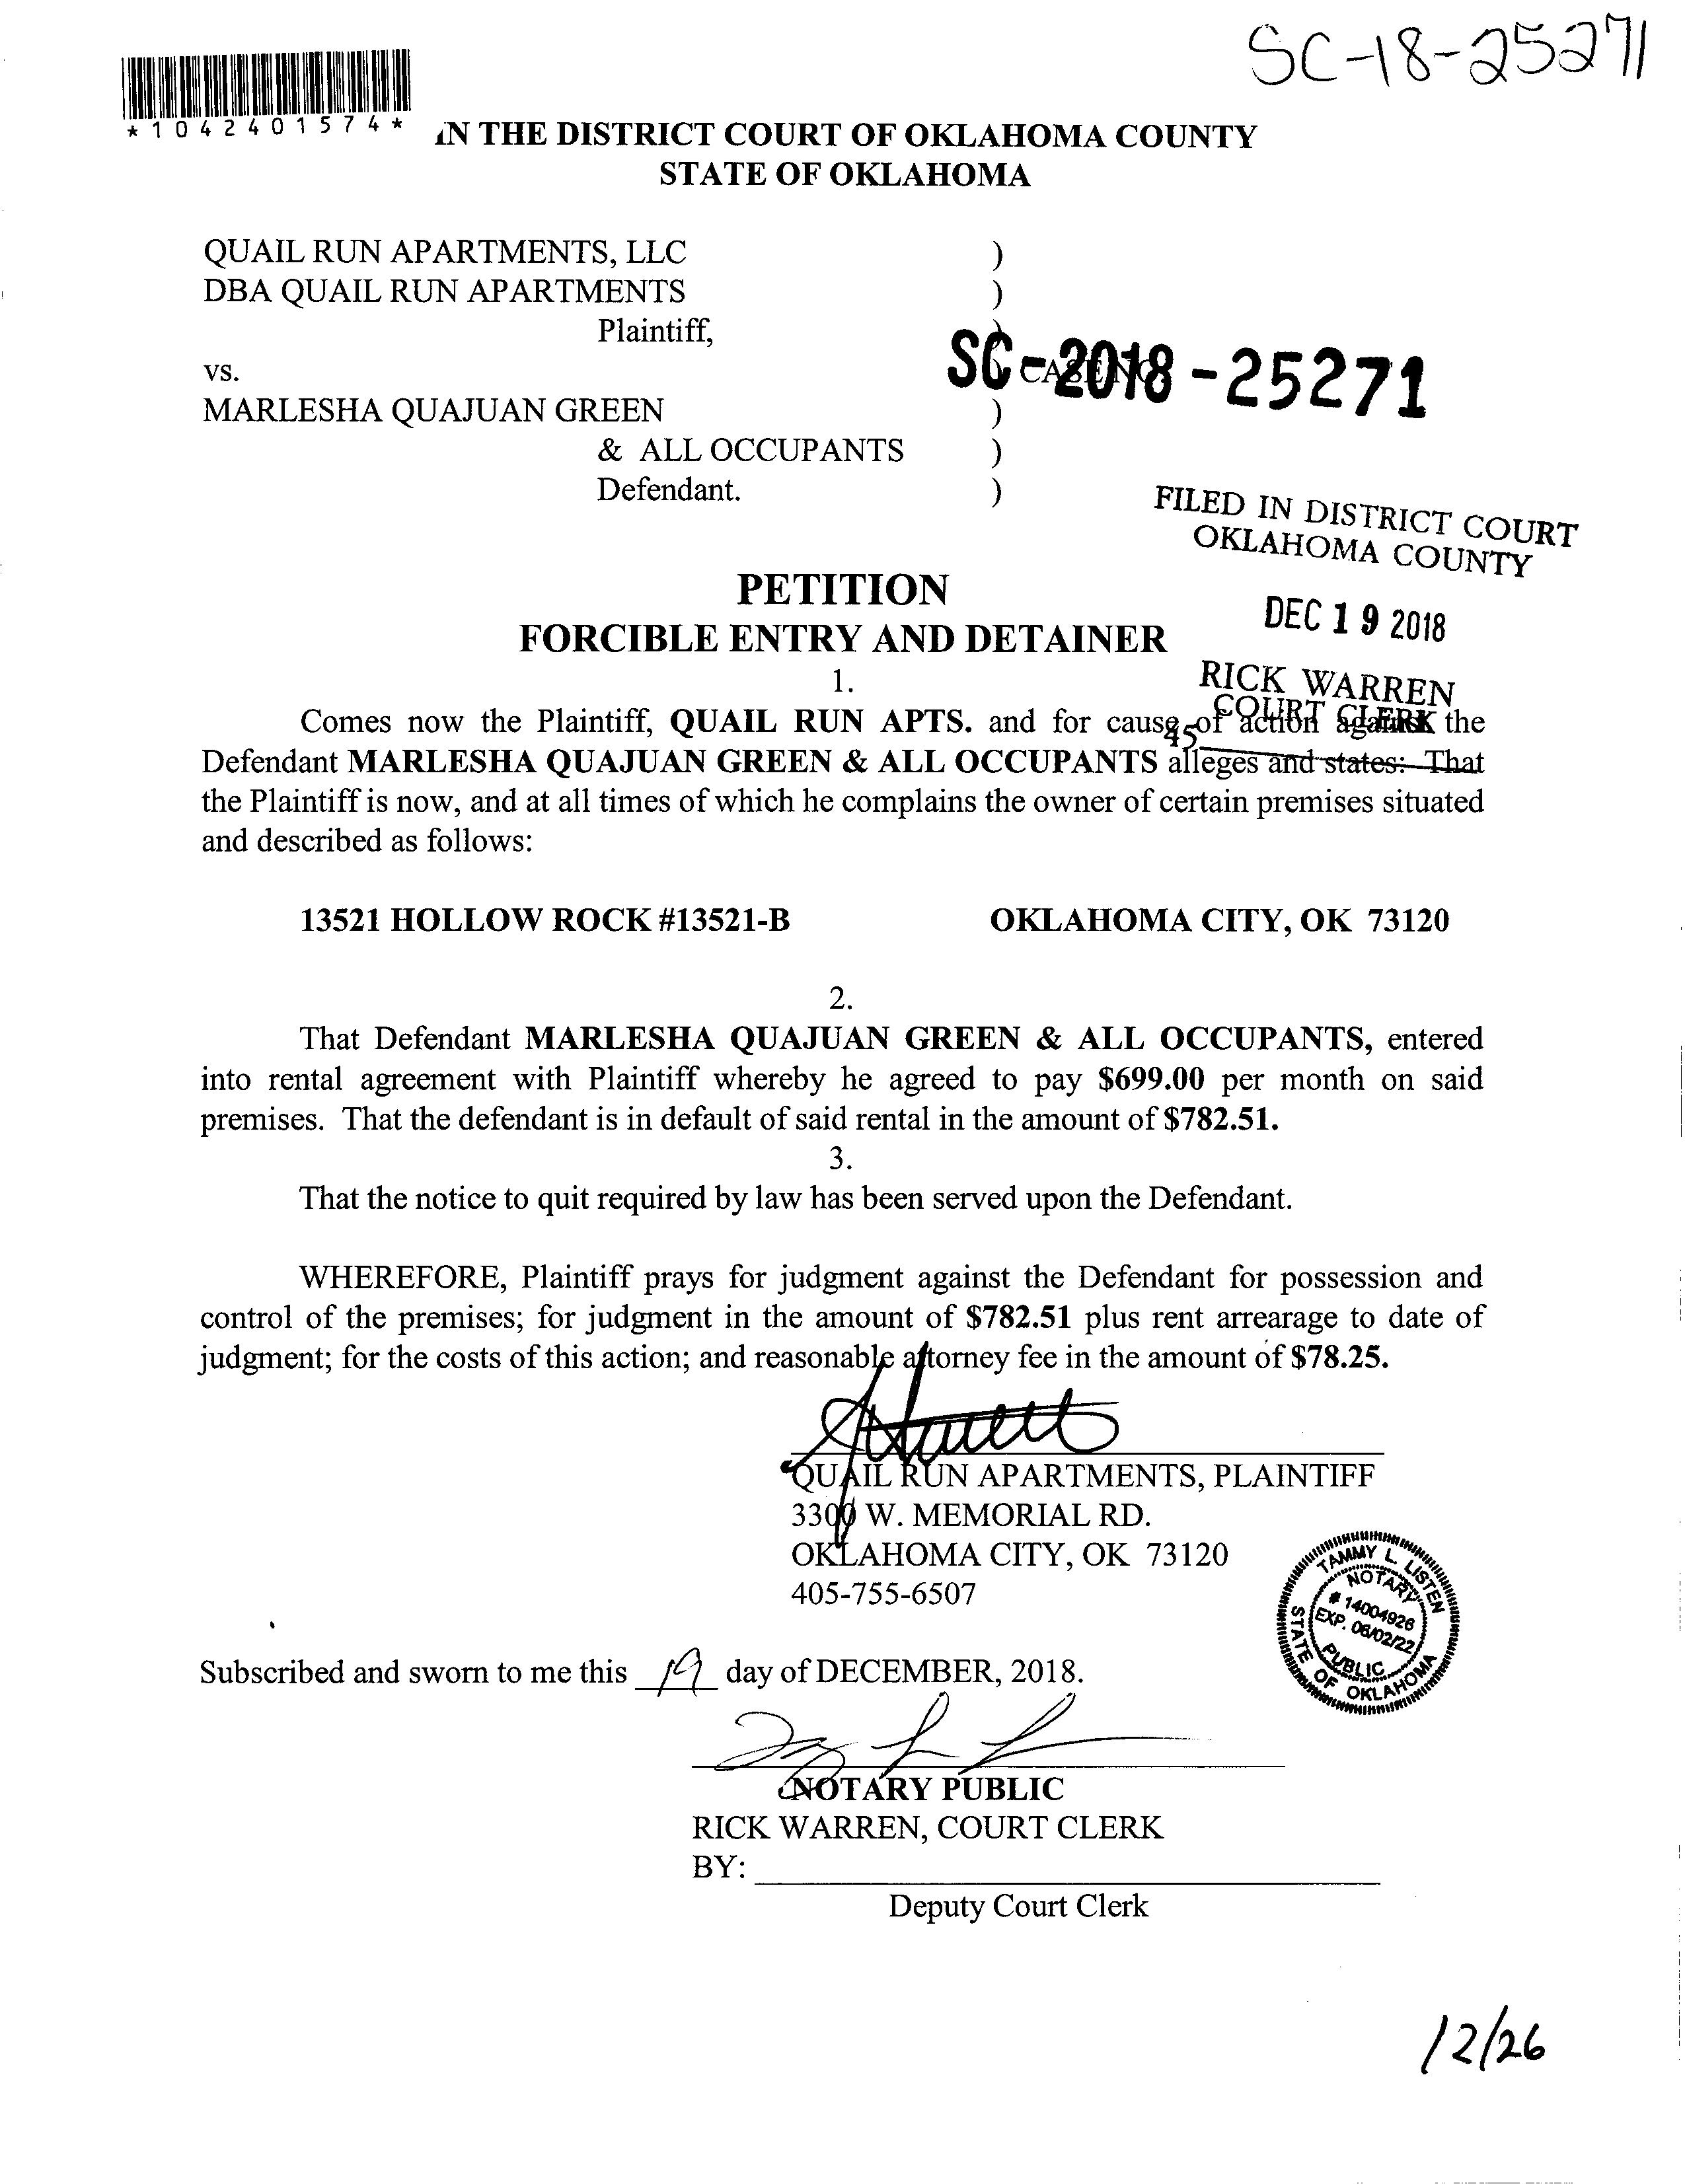 SC-18-25271
*1042401574*
IN THE DISTRICT COURT OF OKLAHOMA COUNTY
STATE OF OKLAHOMA
QUAIL RUN APARTMENTS, LLC )
DBA QUAIL RUN APARTMENTS )
Plaintiff, )
vs. ) CASE NO.
SC-2018-25271
MARLESHA QUAJUAN GREEN )
& ALL OCCUPANTS )
Defendant. )
FILED IN DISTRICT COURT
OKLAHOMA COUNTY
DEC 19 2018
RICK WARREN
COURT CLERK
45
PETITION
FORCIBLE ENTRY AND DETAINER
1.
Comes now the Plaintiff, QUAIL RUN APTS. and for cause of action against the
Defendant MARLESHA QUAJUAN GREEN & ALL OCCUPANTS alleges and states: That
the Plaintiff is now, and at all times of which he complains the owner of certain premises situated
and described as follows:
13521 HOLLOW ROCK #13521-B OKLAHOMA CITY, OK 73120
2.
That Defendant MARLESHA QUAJUAN GREEN & ALL OCCUPANTS, entered
into rental agreement with Plaintiff whereby he agreed to pay $699.00 per month on said
premises. That the defendant is in default of said rental in the amount of $782.51.
3.
That the notice to quit required by law has been served upon the Defendant.
WHEREFORE, Plaintiff prays for judgment against the Defendant for possession and
control of the premises; for judgment in the amount of $782.51 plus rent arrearage to date of
judgment; for the costs of this action; and reasonable attorney fee in the amount of $78.25.
QUAIL RUN APARTMENTS, PLAINTIFF
3300 W. MEMORIAL RD.
OKLAHOMA CITY, OK 73120
405-755-6507
TAMMY L. LISTEN
NOTARY
# 14004926
EXP. 06/02/22
PUBLIC
STATE OF OKLAHOMA
Subscribed and sworn to me this 19 day of DECEMBER, 2018.
NOTARY PUBLIC
RICK WARREN, COURT CLERK
BY:
Deputy Court Clerk
12/26